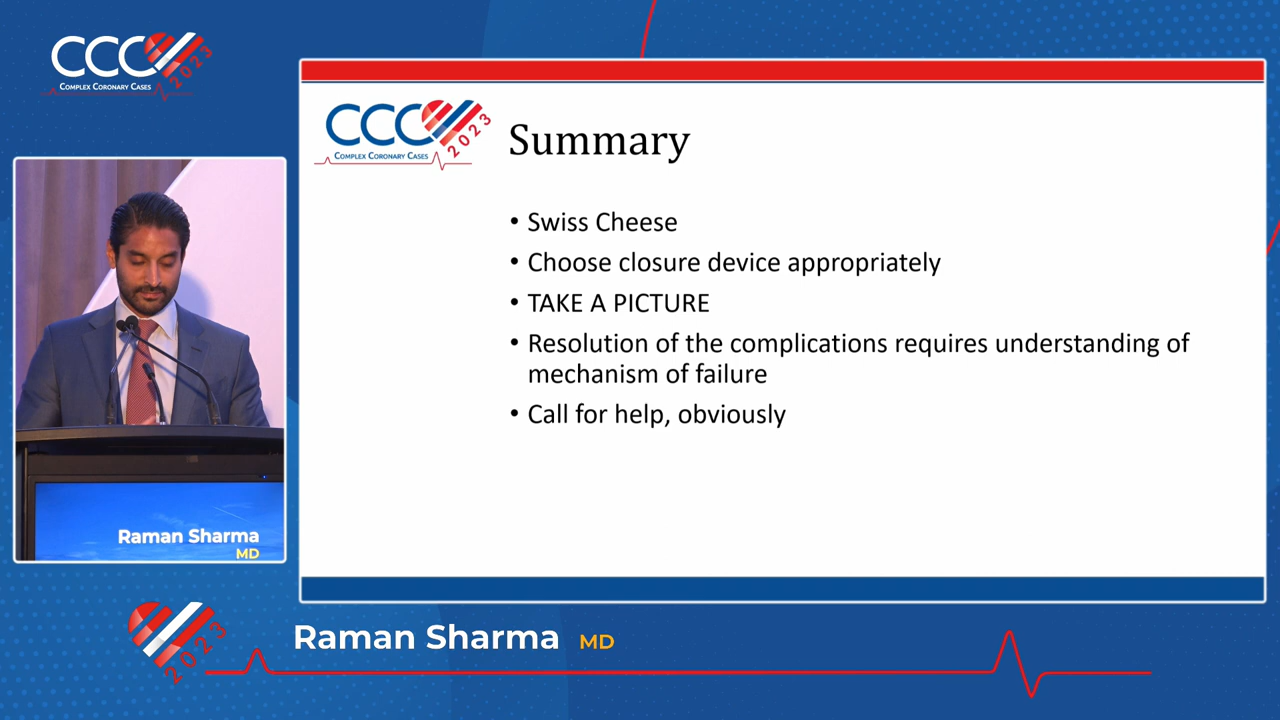 CCC
COMPLEX CORONARY CASES
2023
CCC
COMPLEX CORONARY CASES
2023
Summary
• Swiss Cheese
• Choose closure device appropriately
• TAKE A PICTURE
• Resolution of the complications requires understanding of
mechanism of failure
• Call for help, obviously
Raman Sharma
MD
2023
Raman Sharma MD